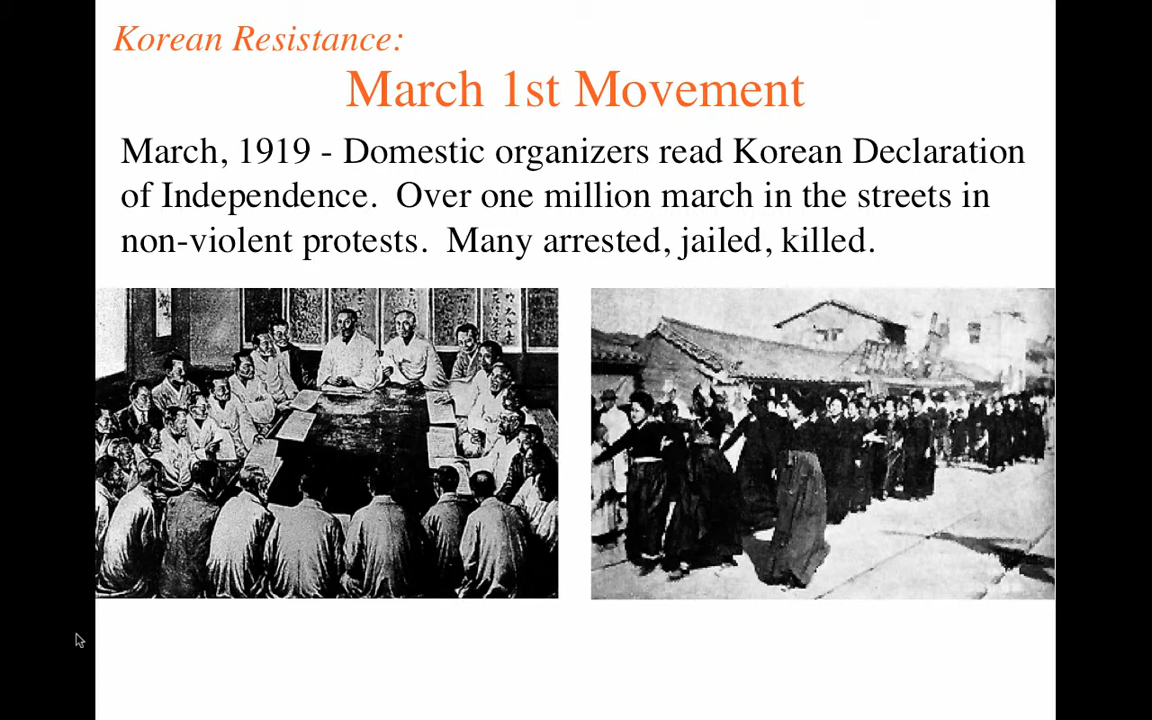 Korean Resistance:
March 1st Movement
March, 1919 - Domestic organizers read Korean Declaration
of Independence.  Over one million march in the streets in
non-violent protests.  Many arrested, jailed, killed.